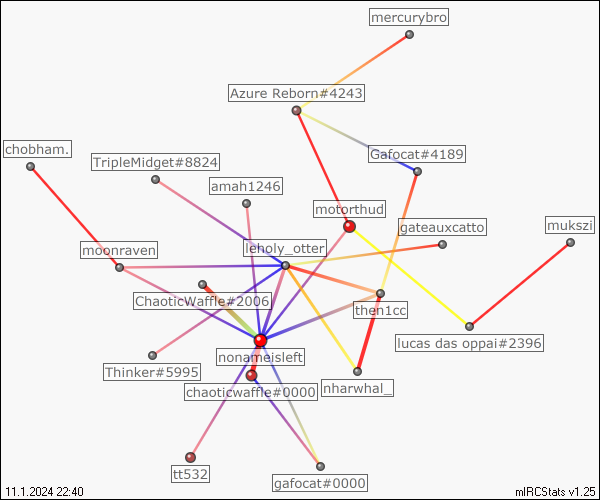 mercurybro
Azure Reborn#4243
chobham.
TripleMidget#8824
Gafocat#4189
amah1246
motorthud
gateauxcatto
mukszi
moonraven
ienoly_otter
ChaoticWaffle#2006
then1cc
lucas das oppai#2396
nonameisleft
Thinker#5995
chaoticwaffle#0000
nharwhal_
tt532
gafocat#0000
11.1.2024 22:40
mIRCStats v1.25